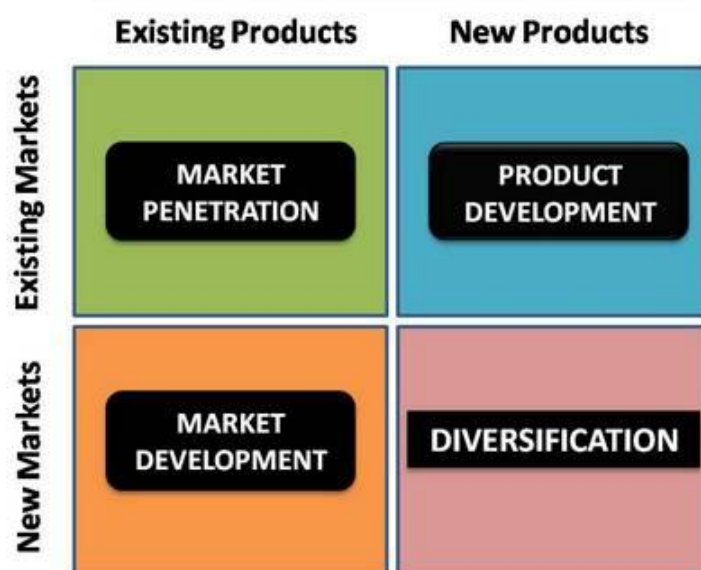 Existing Products
New Products
Existing Markets
MARKET
PENETRATION
PRODUCT
DEVELOPMENT
New Markets
MARKET
DEVELOPMENT
DIVERSIFICATION